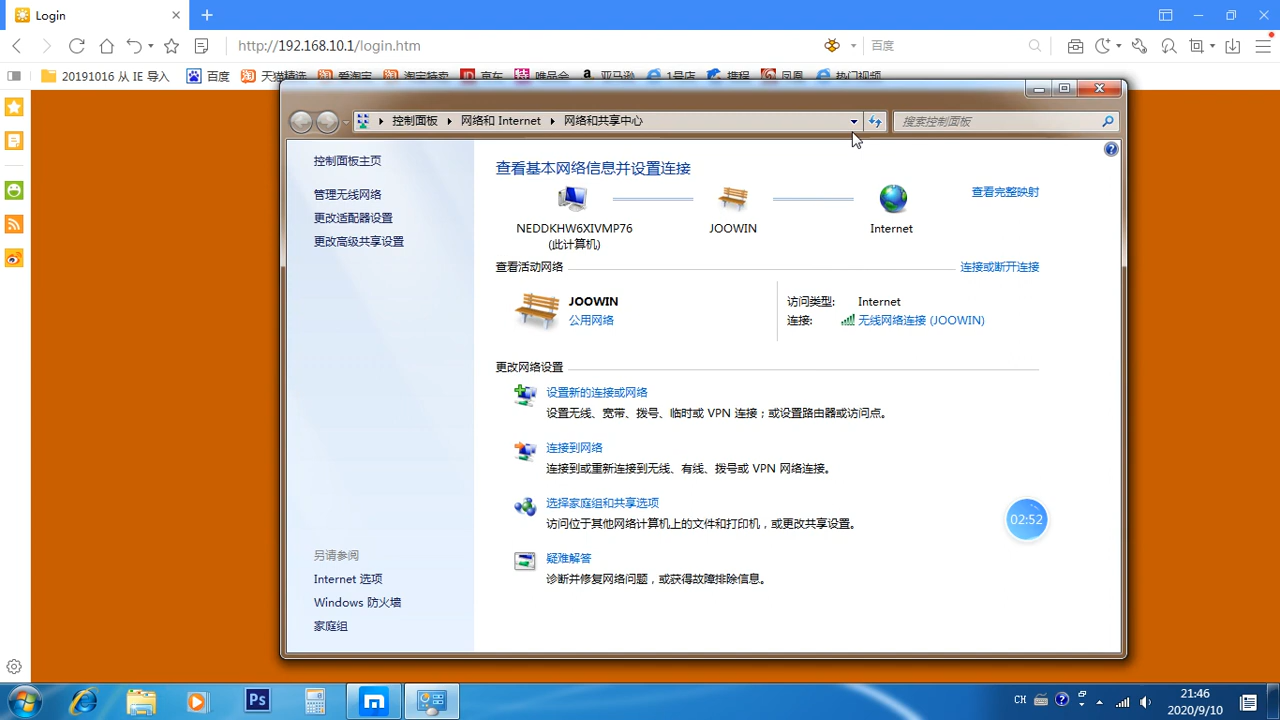 Login
http://192.168.10.1/login.htm
百度
20191016 从 IE 导入
百度
天猫精选
爱淘宝
淘宝特卖
京东
唯品会
亚马逊
1号店
携程
凤凰
热门视频
控制面板
网络和 Internet
网络和共享中心
搜索控制面板
控制面板主页
管理无线网络
更改适配器设置
更改高级共享设置
查看基本网络信息并设置连接
查看完整映射
NEDDKHW6XIVMP76
(此计算机)
JOOWIN
Internet
查看活动网络
连接或断开连接
JOOWIN
公用网络
访问类型: Internet
连接: 无线网络连接 (JOOWIN)
更改网络设置
设置新的连接或网络
设置无线、宽带、拨号、临时或 VPN 连接；或设置路由器或访问点。
连接到网络
连接到或重新连接到无线、有线、拨号或 VPN 网络连接。
选择家庭组和共享选项
访问位于其他网络计算机上的文件和打印机，或更改共享设置。
02:52
疑难解答
诊断并修复网络问题，或获得故障排除信息。
另请参阅
Internet 选项
Windows 防火墙
家庭组
Ps
CH
21:46
2020/9/10